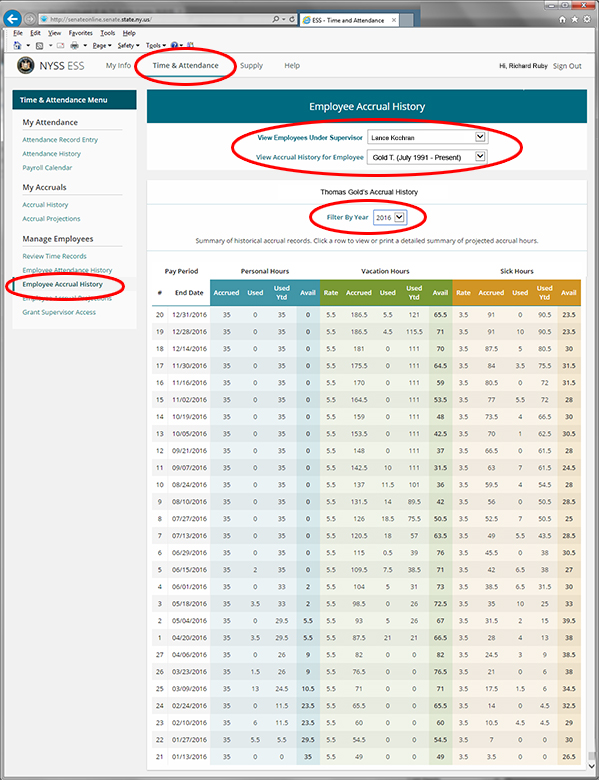 http://senateonline.senate.state.ny.us/
ESS - Time and Attendance
File Edit View Favorites Tools Help
Page Safety Tools
NYSS ESS My Info Time & Attendance Supply Help Hi, Richard Ruby Sign Out
Time & Attendance Menu
My Attendance
Attendance Record Entry
Attendance History
Payroll Calendar
My Accruals
Accrual History
Accrual Projections
Manage Employees
Review Time Records
Employee Attendance History
Employee Accrual History
Employee Accrual Projections
Grant Supervisor Access
Employee Accrual History
View Employees Under Supervisor Lance Kochran
View Accrual History for Employee Gold T. (July 1991 - Present)
Thomas Gold's Accrual History
Filter By Year 2016
Summary of historical accrual records. Click a row to view or print a detailed summary of projected accrual hours.
Pay Period Personal Hours Vacation Hours Sick Hours
# End Date Accrued Used Used Ytd Avail Rate Accrued Used Used Ytd Avail Rate Accrued Used Used Ytd Avail
20 12/31/2016 35 0 35 0 5.5 186.5 5.5 121 65.5 3.5 91 0 90.5 23.5
19 12/28/2016 35 0 35 0 5.5 186.5 4.5 115.5 71 3.5 91 10 90.5 23.5
18 12/14/2016 35 0 35 0 5.5 181 0 111 70 3.5 87.5 5 80.5 30
17 11/30/2016 35 0 35 0 5.5 175.5 0 111 64.5 3.5 84 3.5 75.5 31.5
16 11/16/2016 35 0 35 0 5.5 170 0 111 59 3.5 80.5 0 72 31.5
15 11/02/2016 35 0 35 0 5.5 164.5 0 111 53.5 3.5 77 5.5 72 28
14 10/19/2016 35 0 35 0 5.5 159 0 111 48 3.5 73.5 4 66.5 30
13 10/05/2016 35 0 35 0 5.5 153.5 0 111 42.5 3.5 70 1 62.5 30.5
12 09/21/2016 35 0 35 0 5.5 148 0 111 37 3.5 66.5 0 61.5 28
11 09/07/2016 35 0 35 0 5.5 142.5 10 111 31.5 3.5 63 7 61.5 24.5
10 08/24/2016 35 0 35 0 5.5 137 11.5 101 36 3.5 59.5 4 54.5 28
9 08/10/2016 35 0 35 0 5.5 131.5 14 89.5 42 3.5 56 0 50.5 28.5
8 07/27/2016 35 0 35 0 5.5 126 18.5 75.5 50.5 3.5 52.5 7 50.5 25
7 07/13/2016 35 0 35 0 5.5 120.5 18 57 63.5 3.5 49 5.5 43.5 28.5
6 06/29/2016 35 0 35 0 5.5 115 0.5 39 76 3.5 45.5 0 38 30.5
5 06/15/2016 35 2 35 0 5.5 109.5 7.5 38.5 71 3.5 42 6.5 38 27
4 06/01/2016 35 0 33 2 5.5 104 5 31 73 3.5 38.5 6.5 31.5 30
3 05/18/2016 35 3.5 33 2 5.5 98.5 0 26 72.5 3.5 35 10 25 33
2 05/04/2016 35 0 29.5 5.5 5.5 93 5 26 67 3.5 31.5 2 15 39.5
1 04/20/2016 35 3.5 29.5 5.5 5.5 87.5 21 21 66.5 3.5 28 4 13 38
27 04/06/2016 35 0 26 9 5.5 82 0 0 82 3.5 24.5 3 9 38.5
26 03/23/2016 35 1.5 26 9 5.5 76.5 0 0 76.5 3.5 21 0 6 38
25 03/09/2016 35 13 24.5 10.5 5.5 71 0 0 71 3.5 17.5 1.5 6 34.5
24 02/24/2016 35 0 11.5 23.5 5.5 65.5 0 0 65.5 3.5 14 0 4.5 32.5
23 02/10/2016 35 6 11.5 23.5 5.5 60 0 0 60 3.5 10.5 4.5 4.5 29
22 01/27/2016 35 5.5 5.5 29.5 5.5 54.5 0 0 54.5 3.5 7 0 0 30
21 01/13/2016 35 0 0 35 5.5 49 0 0 49 3.5 3.5 0 0 26.5